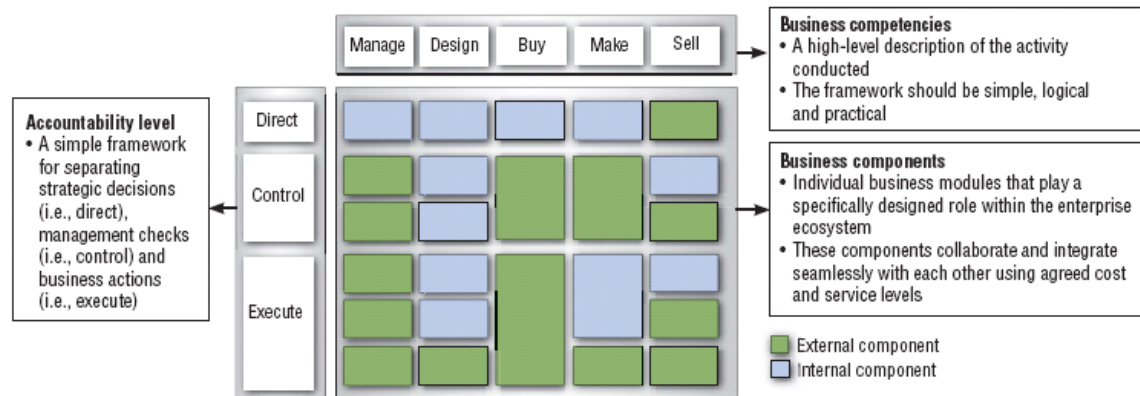 Manage Design Buy Make Sell
Business competencies
• A high-level description of the activity
conducted
• The framework should be simple, logical
and practical
Accountability level
• A simple framework
for separating
strategic decisions
(i.e., direct),
management checks
(i.e., control) and
business actions
(i.e., execute)
Direct
Control
Execute
Business components
• Individual business modules that play a
specifically designed role within the enterprise
ecosystem
• These components collaborate and integrate
seamlessly with each other using agreed cost
and service levels
External component
Internal component